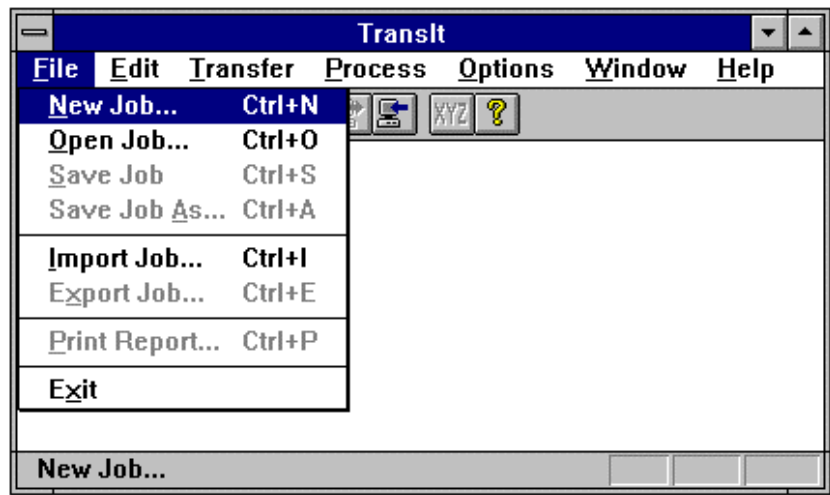 TransIt
File Edit Transfer Process Options Window Help
New Job... Ctrl+N
XYZ ?
Open Job... Ctrl+O
Save Job Ctrl+S
Save Job As... Ctrl+A
Import Job... Ctrl+I
Export Job... Ctrl+E
Print Report... Ctrl+P
Exit
New Job...